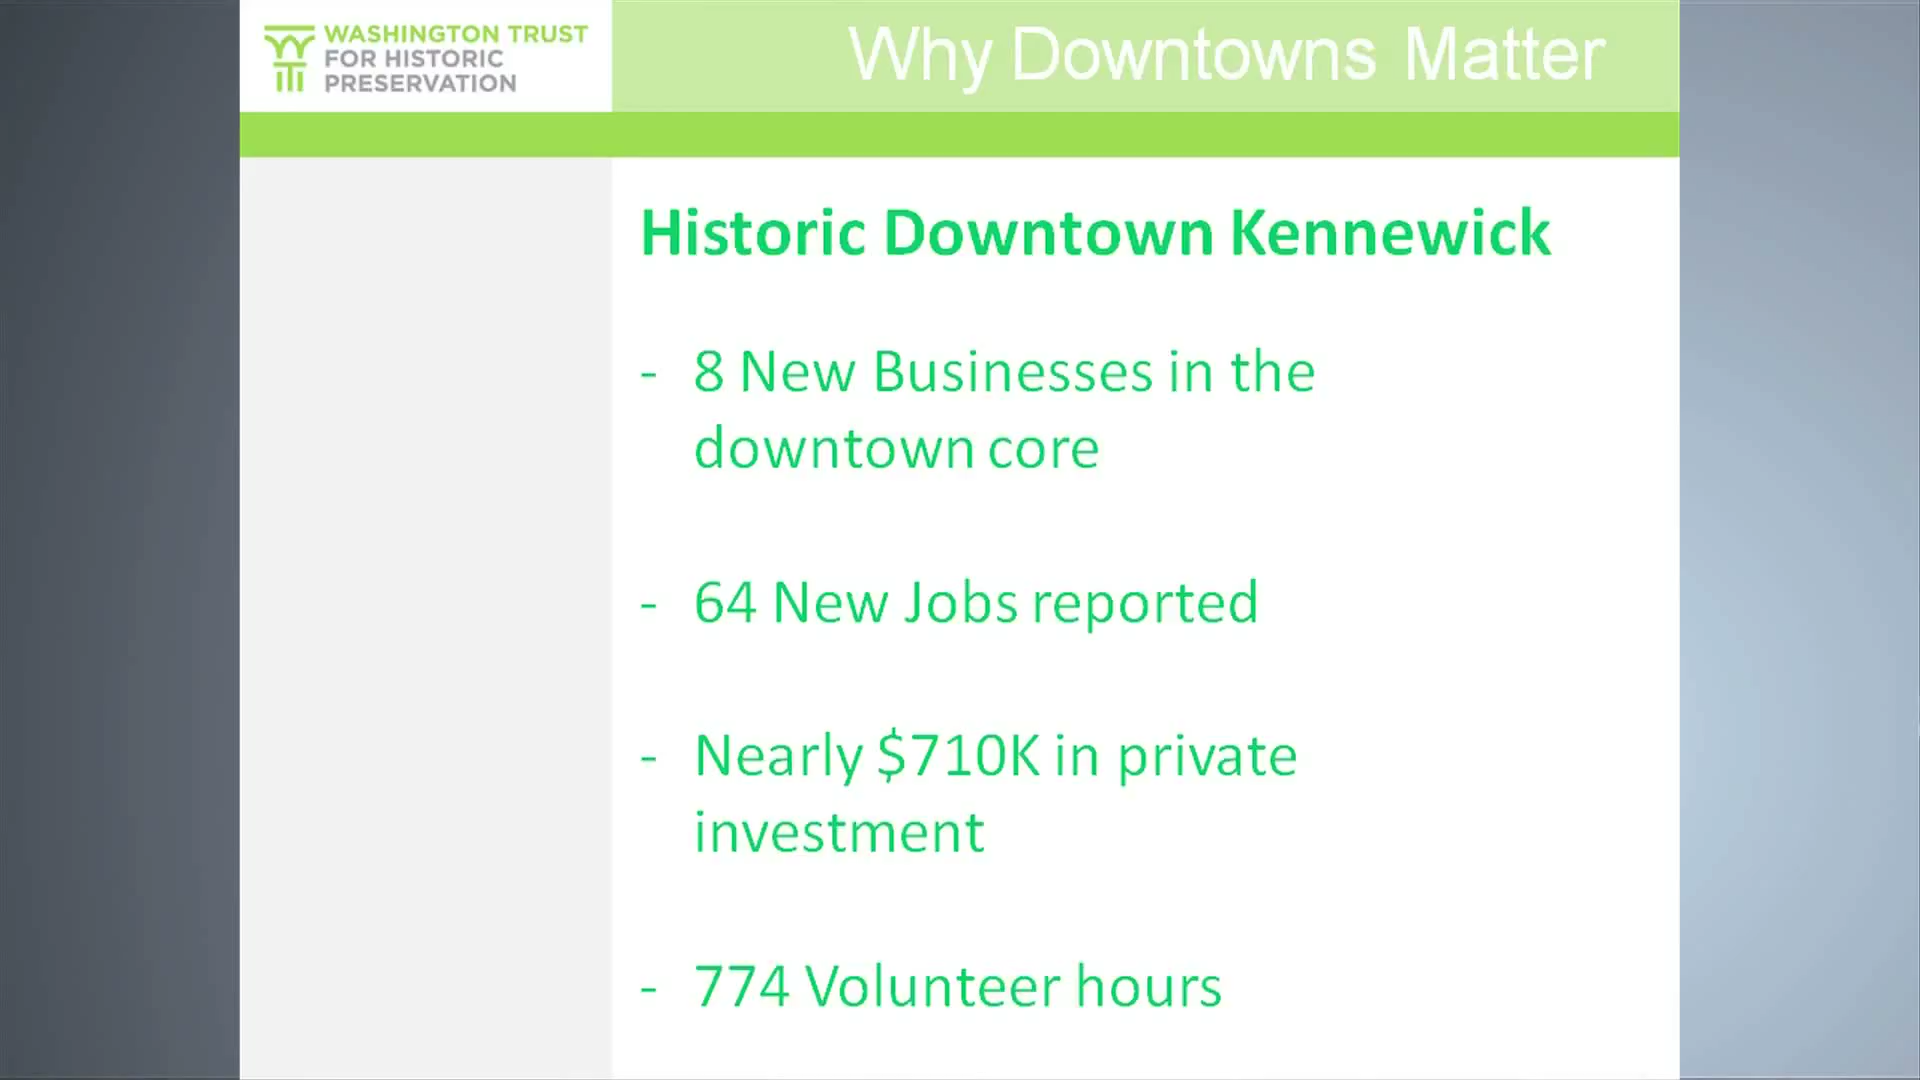 WASHINGTON TRUST
FOR HISTORIC
PRESERVATION
Why Downtowns Matter
Historic Downtown Kennewick
- 8 New Businesses in the
downtown core
- 64 New Jobs reported
- Nearly $710K in private
investment
- 774 Volunteer hours